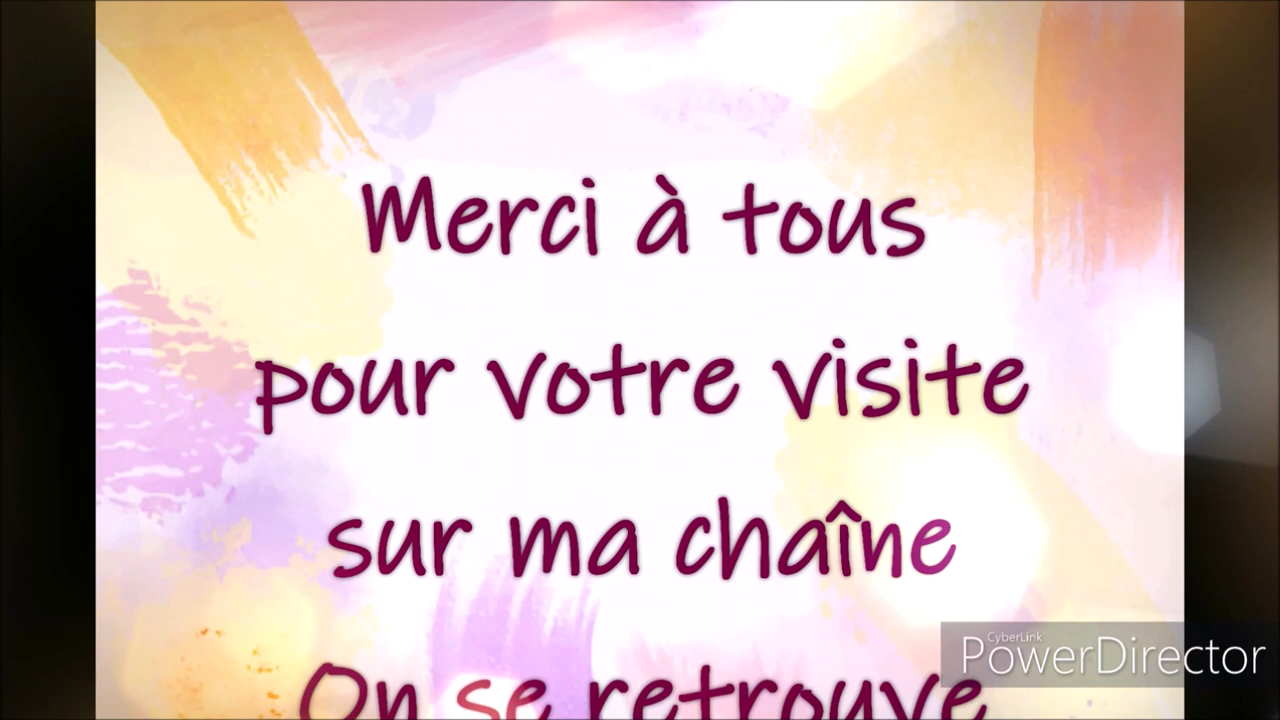 Merci à tous
pour votre visite
sur ma chaîne
On se retrouve
CyberLink
PowerDirector